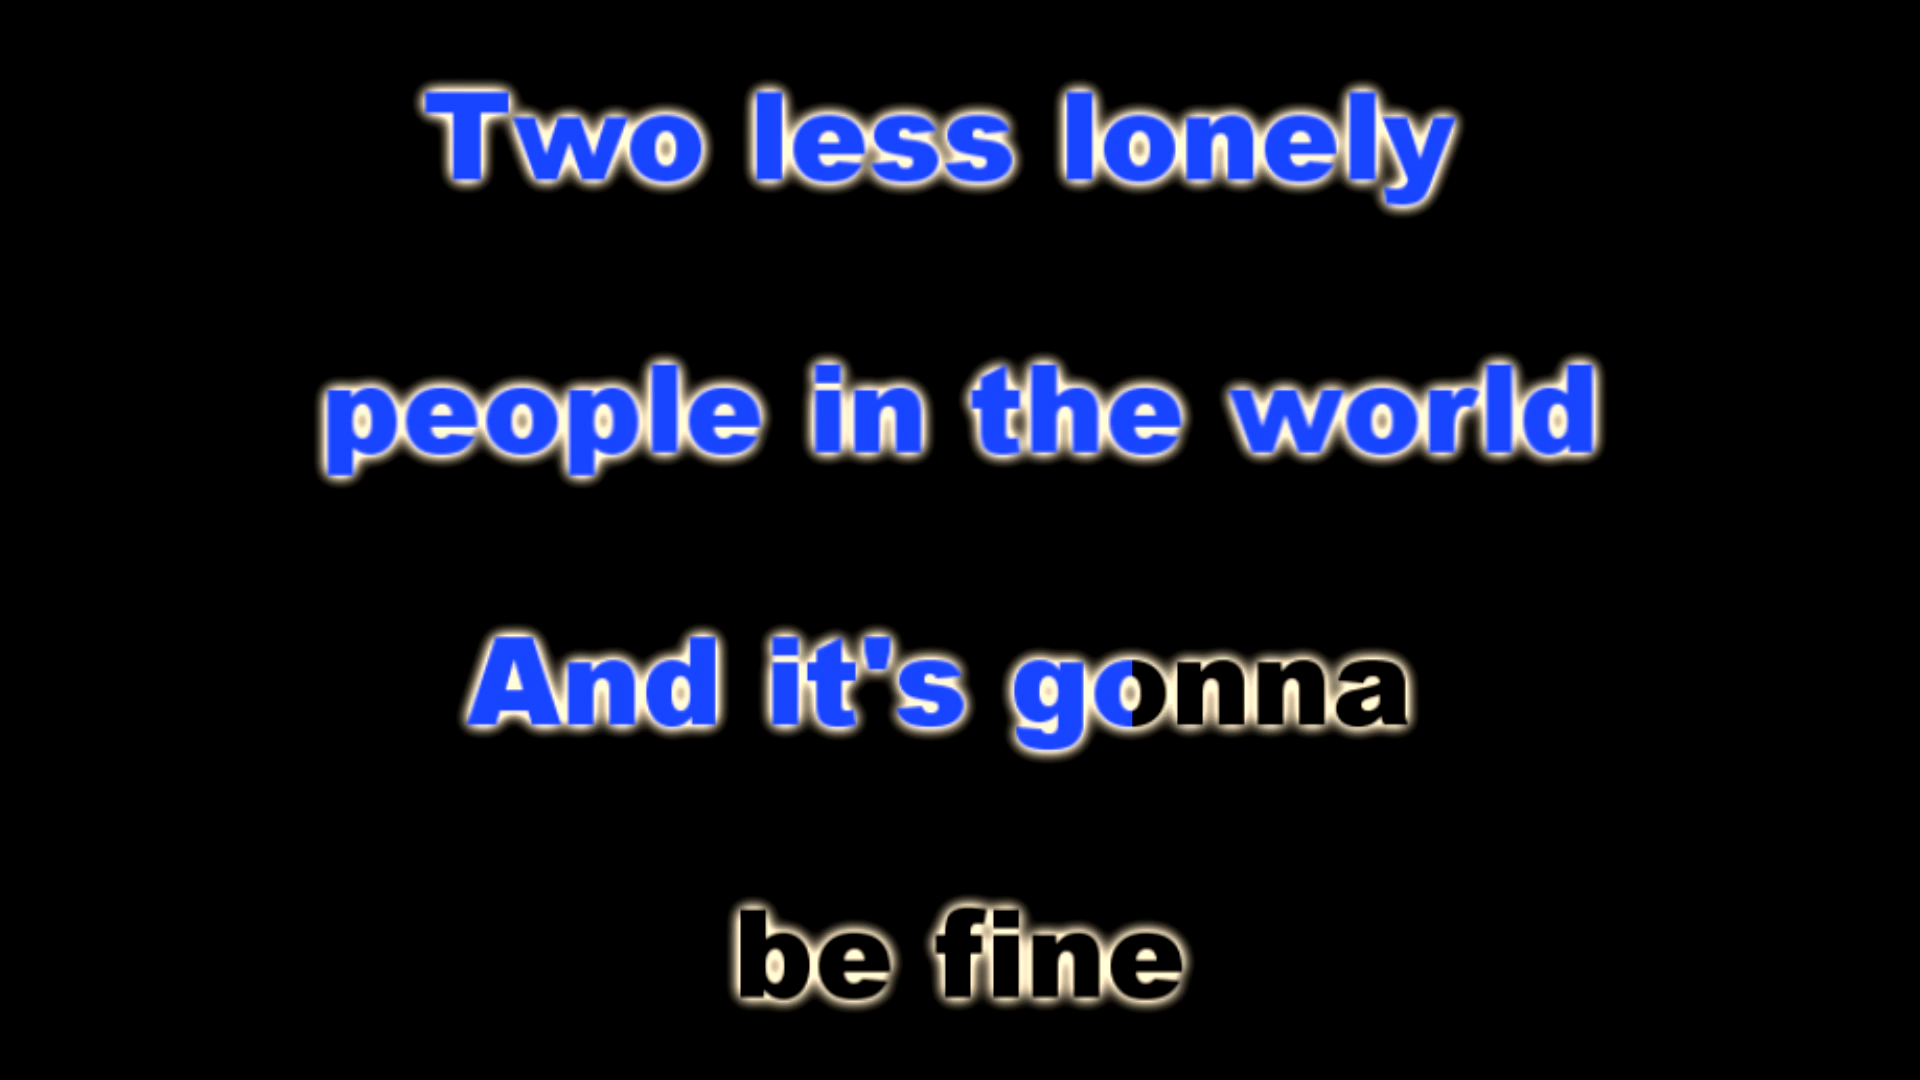 Two less lonely
people in the world
And it's gonna
be fine